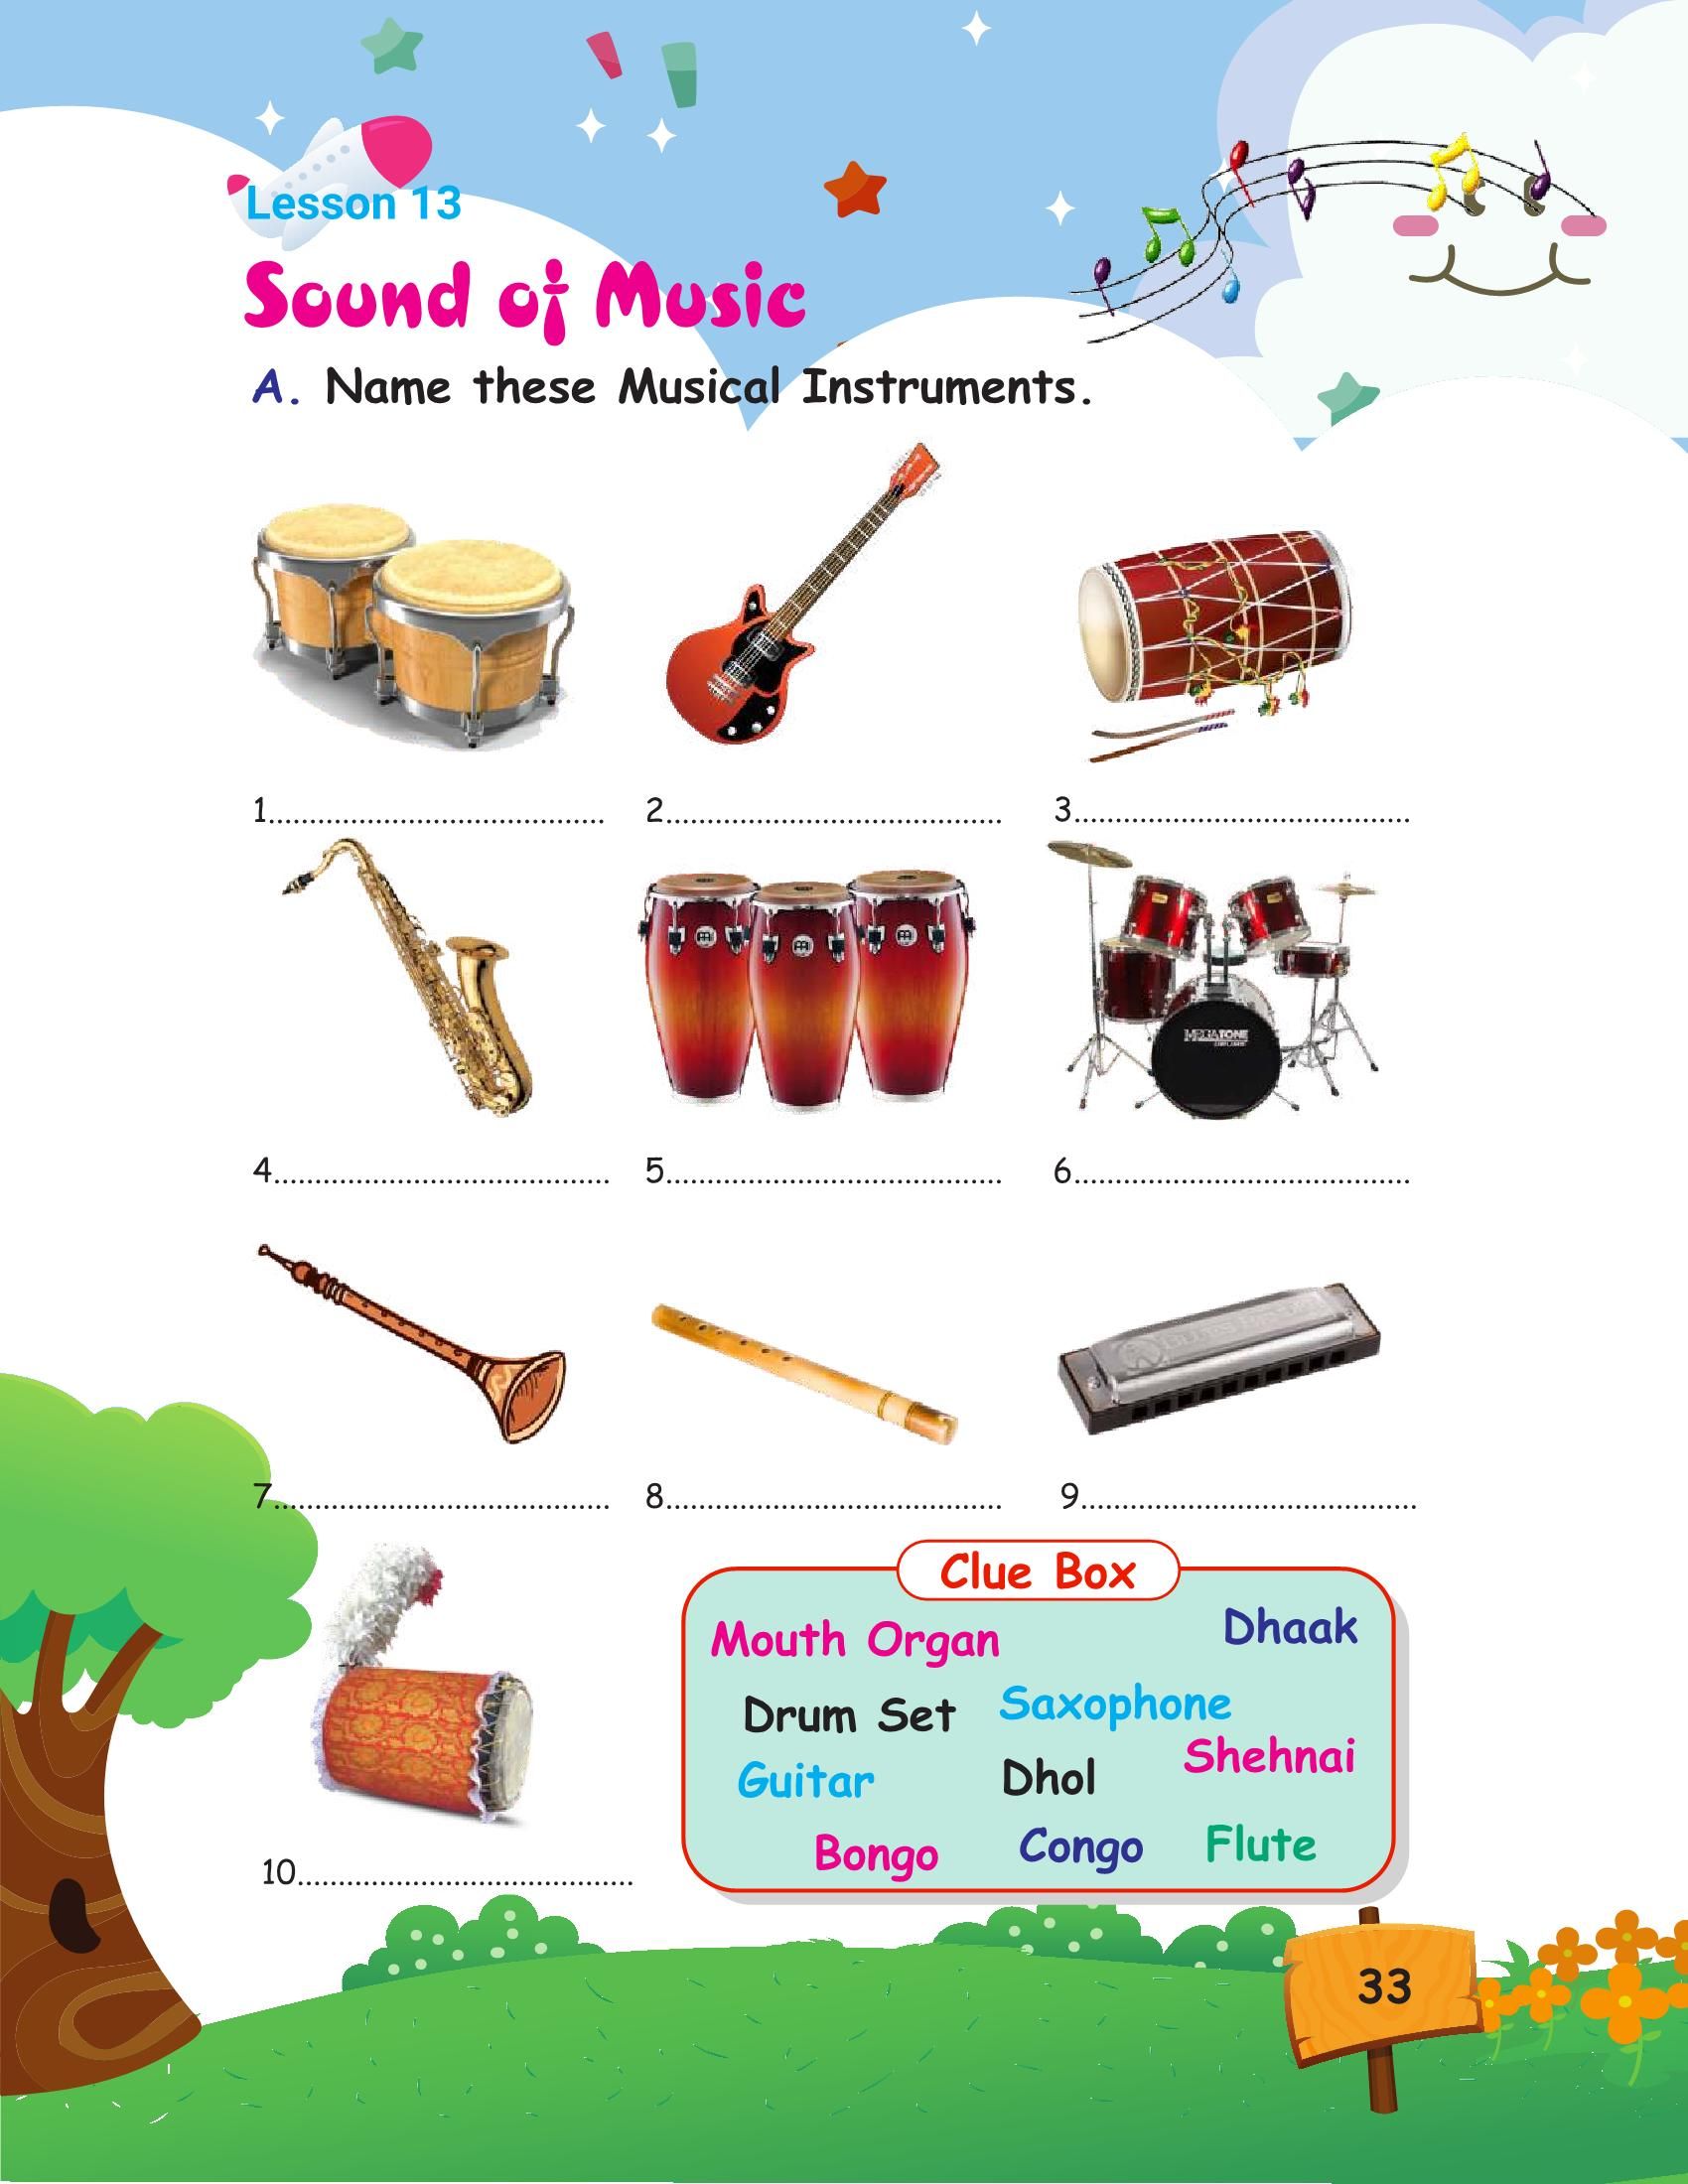 Lesson 13
Sound of Music
A. Name these Musical Instruments.
1.....................................
2.....................................
3.....................................
MEGATONE
4.....................................
5.....................................
6.....................................
7.....................................
8.....................................
9.....................................
Clue Box
Mouth Organ Dhaak
Drum Set Saxophone
Shehnai
Guitar Dhol
Bongo Congo Flute
10.....................................
33